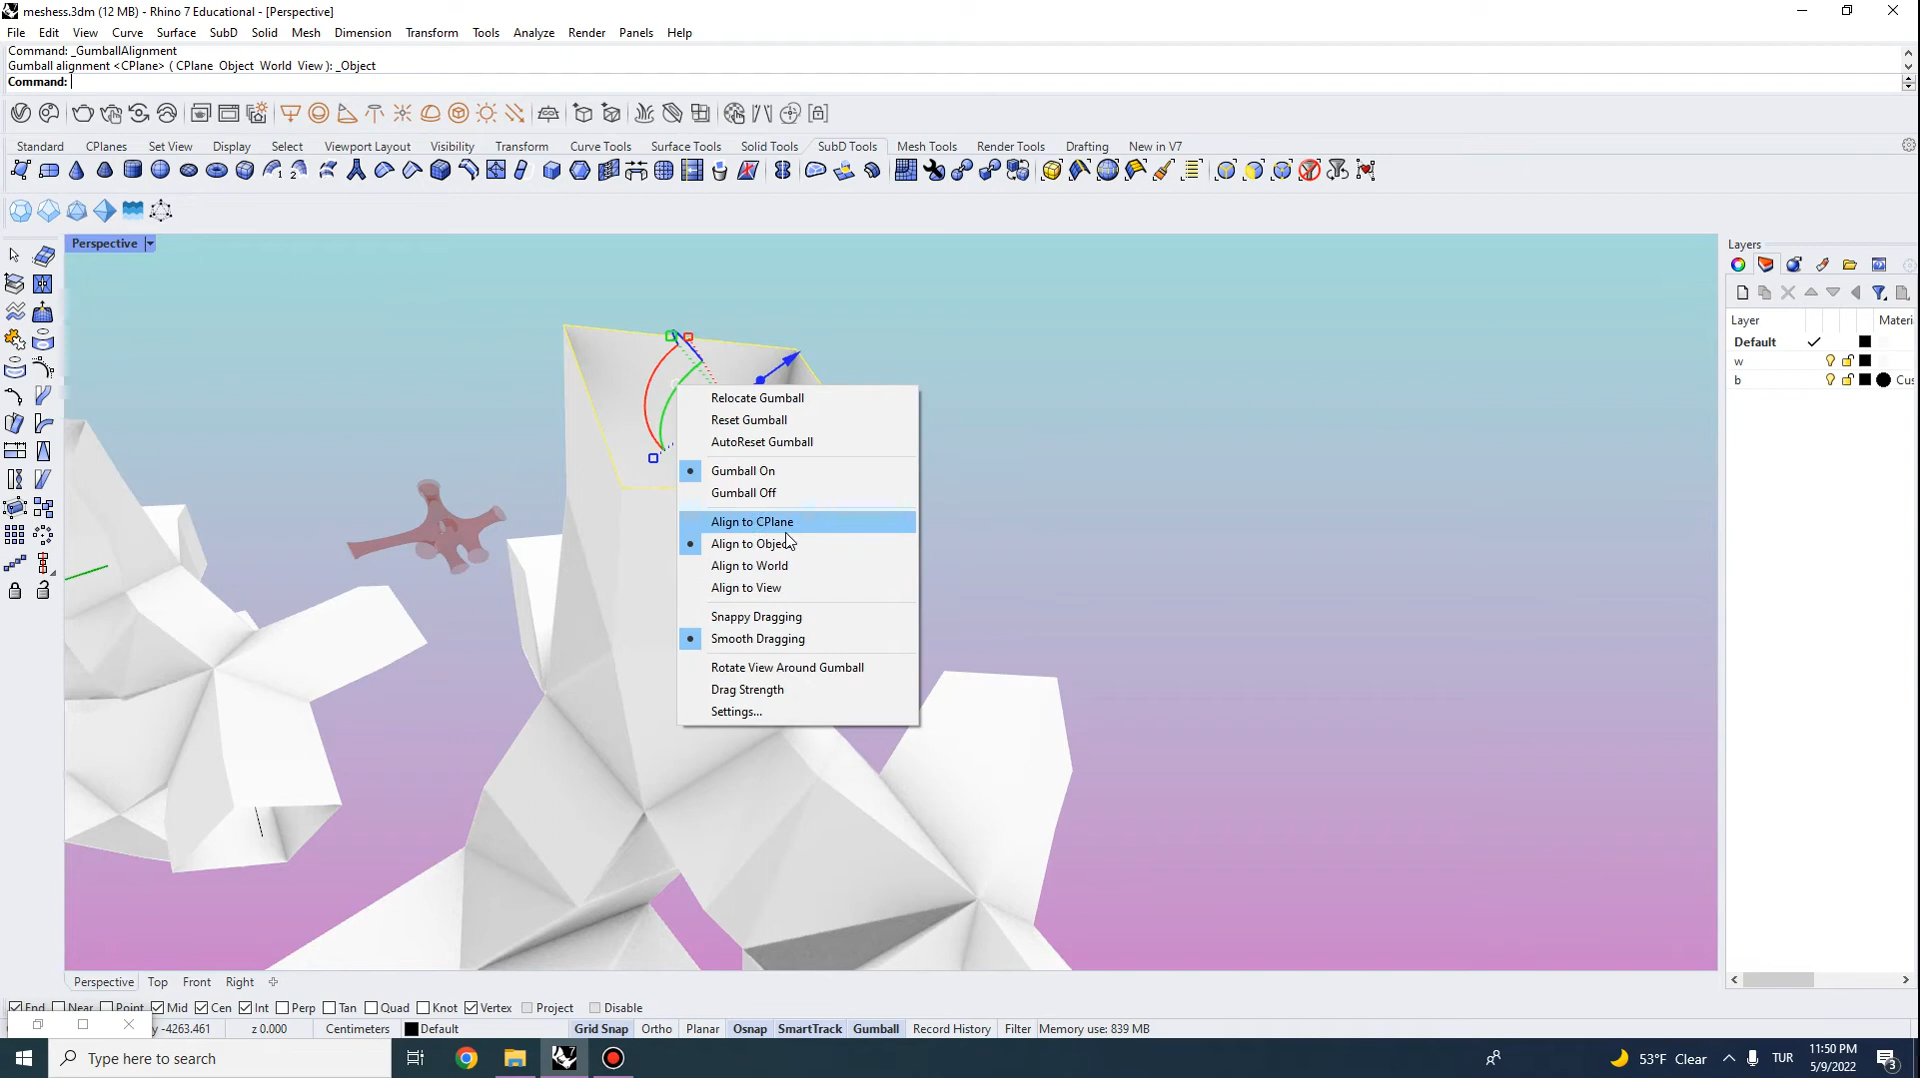 meshess.3dm (12 MB) - Rhino 7 Educational - [Perspective]
File Edit View Curve Surface SubD Solid Mesh Dimension Transform Tools Analyze Render Panels Help
Command: _GumballAlignment
Gumball alignment <CPlane> ( CPlane Object World View ): _Object
Command:
Standard CPlanes Set View Display Select Viewport Layout Visibility Transform Curve Tools Surface Tools Solid Tools SubD Tools Mesh Tools Render Tools Drafting New in V7
Perspective
Layers
Layer Materi
Default
w
b Cus
Relocate Gumball
Reset Gumball
AutoReset Gumball
Gumball On
Gumball Off
Align to CPlane
Align to Object
Align to World
Align to View
Snappy Dragging
Smooth Dragging
Rotate View Around Gumball
Drag Strength
Settings...
Perspective Top Front Right
End Near Point Mid Cen Int Perp Tan Quad Knot Vertex Project Disable
y -4263.461 z 0.000 Centimeters Default Grid Snap Ortho Planar Osnap SmartTrack Gumball Record History Filter Memory use: 839 MB
Type here to search
53°F Clear
TUR
11:50 PM
5/9/2022
3